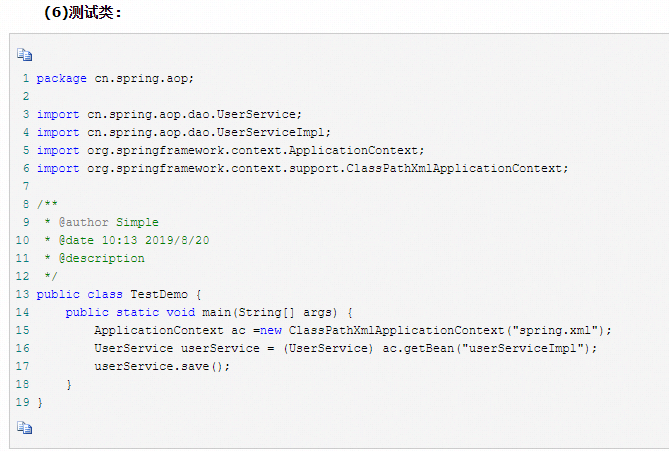 (6)测试类：
1 package cn.spring.aop;
2
3 import cn.spring.aop.dao.UserService;
4 import cn.spring.aop.dao.UserServiceImpl;
5 import org.springframework.context.ApplicationContext;
6 import org.springframework.context.support.ClassPathXmlApplicationContext;
7
8 /**
9  * @author Simple
10  * @date 10:13 2019/8/20
11  * @description
12  */
13 public class TestDemo {
14     public static void main(String[] args) {
15         ApplicationContext ac =new ClassPathXmlApplicationContext("spring.xml");
16         UserService userService = (UserService) ac.getBean("userServiceImpl");
17         userService.save();
18     }
19 }